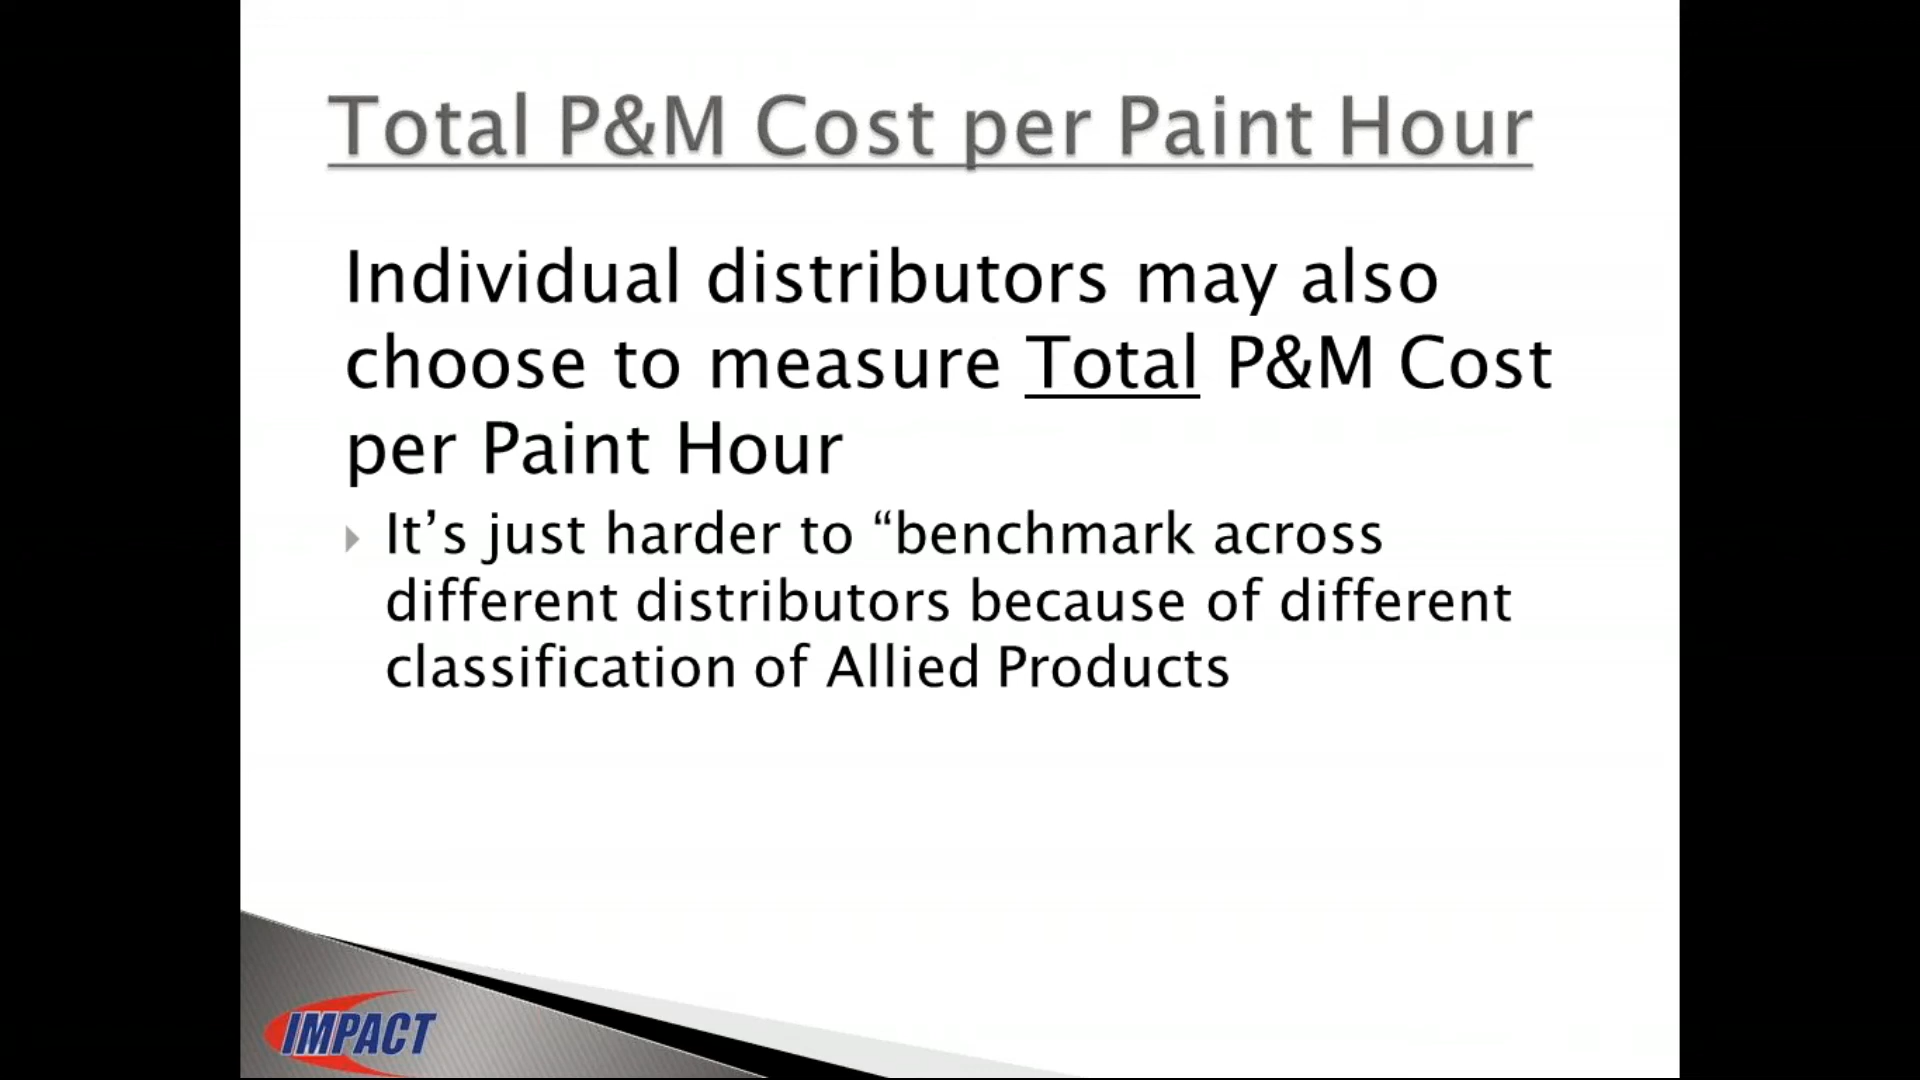 Total P&M Cost per Paint Hour
Individual distributors may also
choose to measure Total P&M Cost
per Paint Hour
It’s just harder to “benchmark across
different distributors because of different
classification of Allied Products
IMPACT